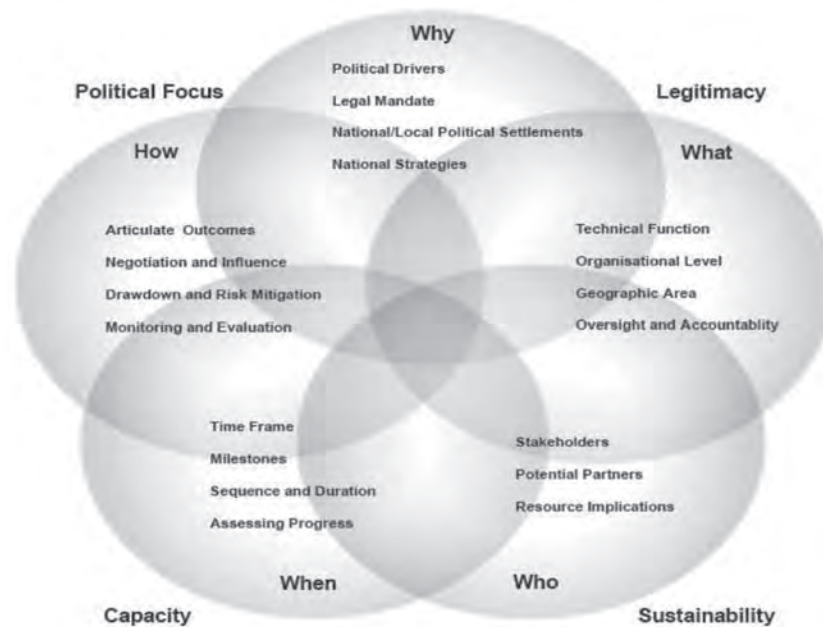 Why
Political Drivers
Legal Mandate
National/Local Political Settlements
National Strategies
Political Focus
Legitimacy
How
Articulate Outcomes
Negotiation and Influence
Drawdown and Risk Mitigation
Monitoring and Evaluation
What
Technical Function
Organisational Level
Geographic Area
Oversight and Accountablity
Time Frame
Milestones
Sequence and Duration
Assessing Progress
When
Stakeholders
Potential Partners
Resource Implications
Who
Capacity
Sustainability